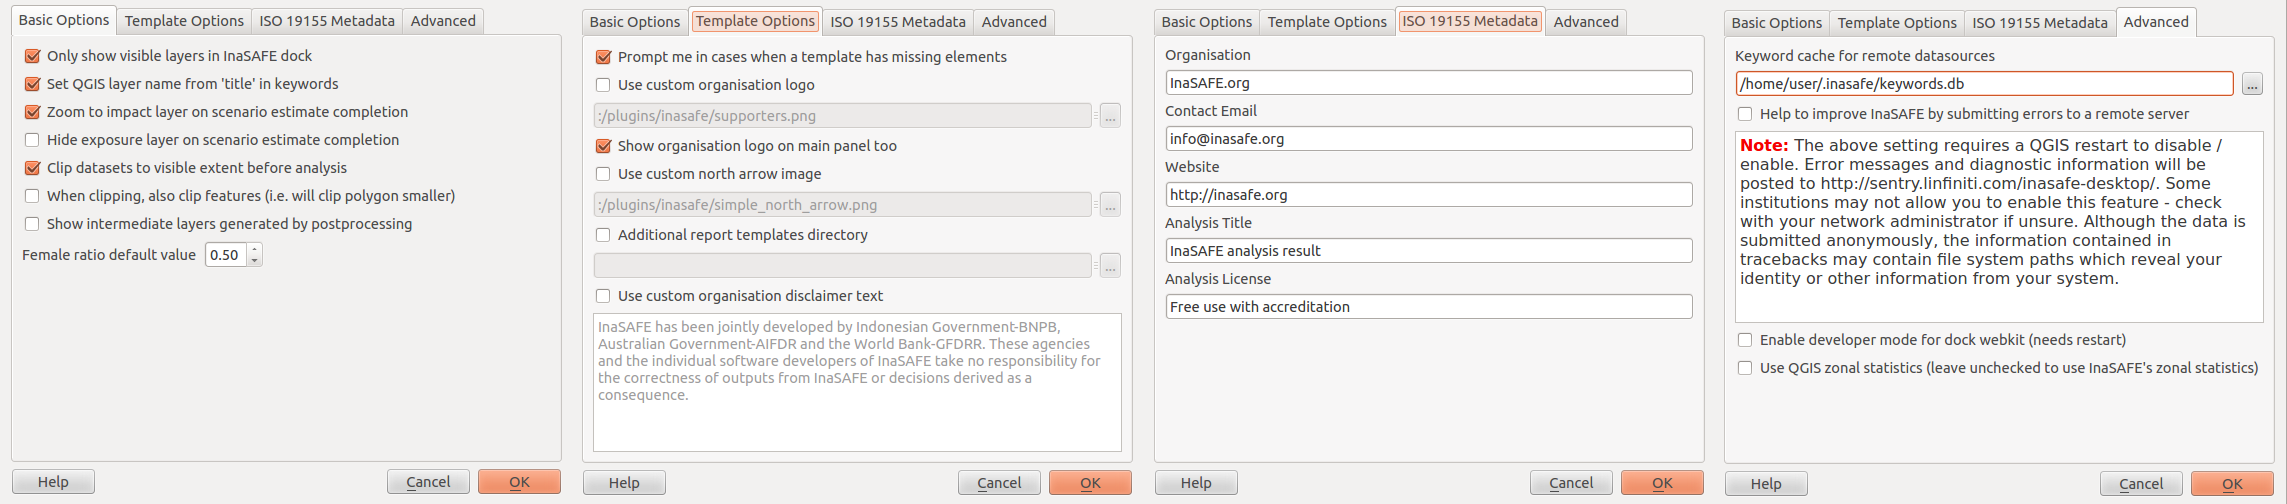 Basic Options Template Options ISO 19155 Metadata Advanced
Only show visible layers in InaSAFE dock
Set QGIS layer name from 'title' in keywords
Zoom to impact layer on scenario estimate completion
Hide exposure layer on scenario estimate completion
Clip datasets to visible extent before analysis
When clipping, also clip features (i.e. will clip polygon smaller)
Show intermediate layers generated by postprocessing
Female ratio default value 0.50
Help Cancel OK
Basic Options Template Options ISO 19155 Metadata Advanced
Prompt me in cases when a template has missing elements
Use custom organisation logo
:/plugins/inasafe/supporters.png ...
Show organisation logo on main panel too
Use custom north arrow image
:/plugins/inasafe/simple_north_arrow.png ...
Additional report templates directory
...
Use custom organisation disclaimer text
InaSAFE has been jointly developed by Indonesian Government-BNPB,
Australian Government-AIFDR and the World Bank-GFDRR. These agencies
and the individual software developers of InaSAFE take no responsibility for
the correctness of outputs from InaSAFE or decisions derived as a
consequence.
Help Cancel OK
Basic Options Template Options ISO 19155 Metadata Advanced
Organisation
InaSAFE.org
Contact Email
info@inasafe.org
Website
http://inasafe.org
Analysis Title
InaSAFE analysis result
Analysis License
Free use with accreditation
Help Cancel OK
Basic Options Template Options ISO 19155 Metadata Advanced
Keyword cache for remote datasources
/home/user/.inasafe/keywords.db ...
Help to improve InaSAFE by submitting errors to a remote server
Note: The above setting requires a QGIS restart to disable /
enable. Error messages and diagnostic information will be
posted to http://sentry.linfiniti.com/inasafe-desktop/. Some
institutions may not allow you to enable this feature - check
with your network administrator if unsure. Although the data is
submitted anonymously, the information contained in
tracebacks may contain file system paths which reveal your
identity or other information from your system.
Enable developer mode for dock webkit (needs restart)
Use QGIS zonal statistics (leave unchecked to use InaSAFE's zonal statistics)
Help Cancel OK